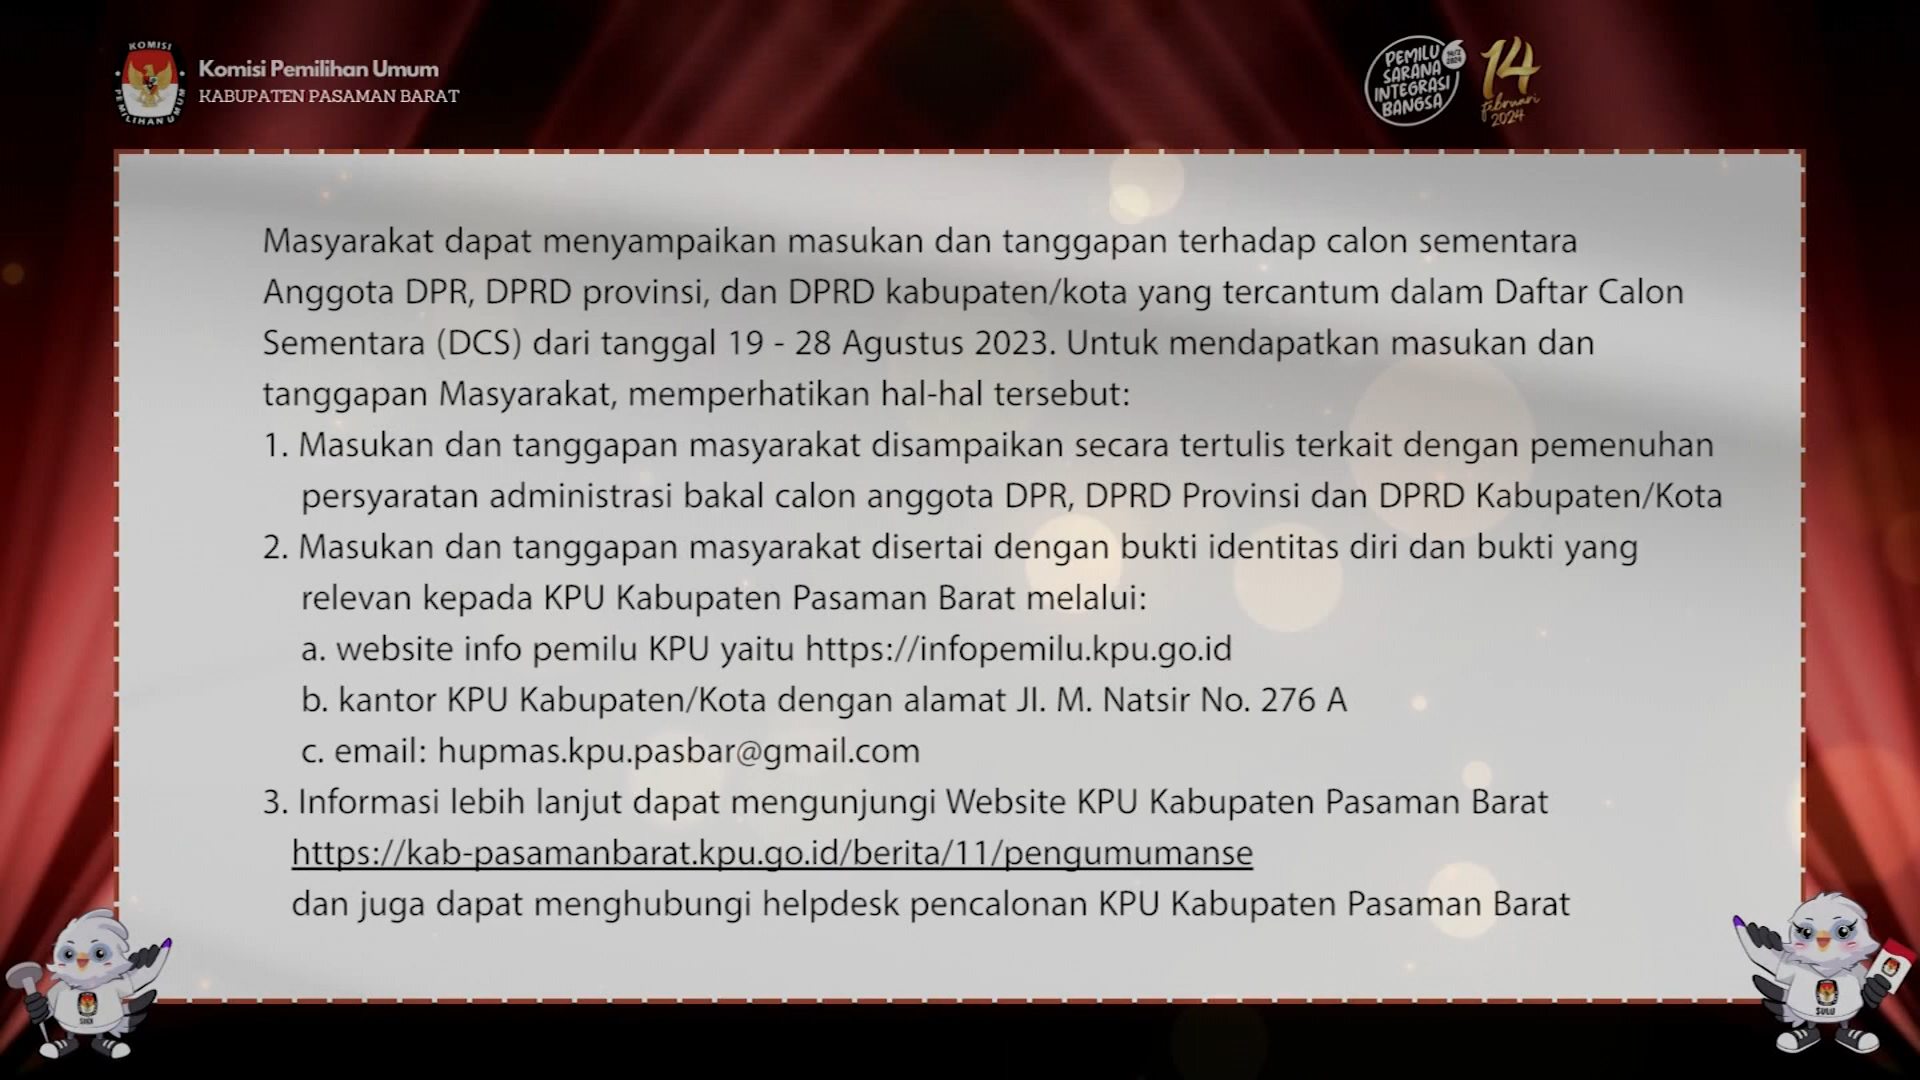 KOMISI
PEMILIHAN UMUM
Komisi Pemilihan Umum
KABUPATEN PASAMAN BARAT
PEMILU
SARANA
INTEGRASI
BANGSA
14
Februari
2024
Masyarakat dapat menyampaikan masukan dan tanggapan terhadap calon sementara
Anggota DPR, DPRD provinsi, dan DPRD kabupaten/kota yang tercantum dalam Daftar Calon
Sementara (DCS) dari tanggal 19 - 28 Agustus 2023. Untuk mendapatkan masukan dan
tanggapan Masyarakat, memperhatikan hal-hal tersebut:
1. Masukan dan tanggapan masyarakat disampaikan secara tertulis terkait dengan pemenuhan
persyaratan administrasi bakal calon anggota DPR, DPRD Provinsi dan DPRD Kabupaten/Kota
2. Masukan dan tanggapan masyarakat disertai dengan bukti identitas diri dan bukti yang
relevan kepada KPU Kabupaten Pasaman Barat melalui:
a. website info pemilu KPU yaitu https://infopemilu.kpu.go.id
b. kantor KPU Kabupaten/Kota dengan alamat Jl. M. Natsir No. 276 A
c. email: hupmas.kpu.pasbar@gmail.com
3. Informasi lebih lanjut dapat mengunjungi Website KPU Kabupaten Pasaman Barat
https://kab-pasamanbarat.kpu.go.id/berita/11/pengumumanse
dan juga dapat menghubungi helpdesk pencalonan KPU Kabupaten Pasaman Barat
SULU